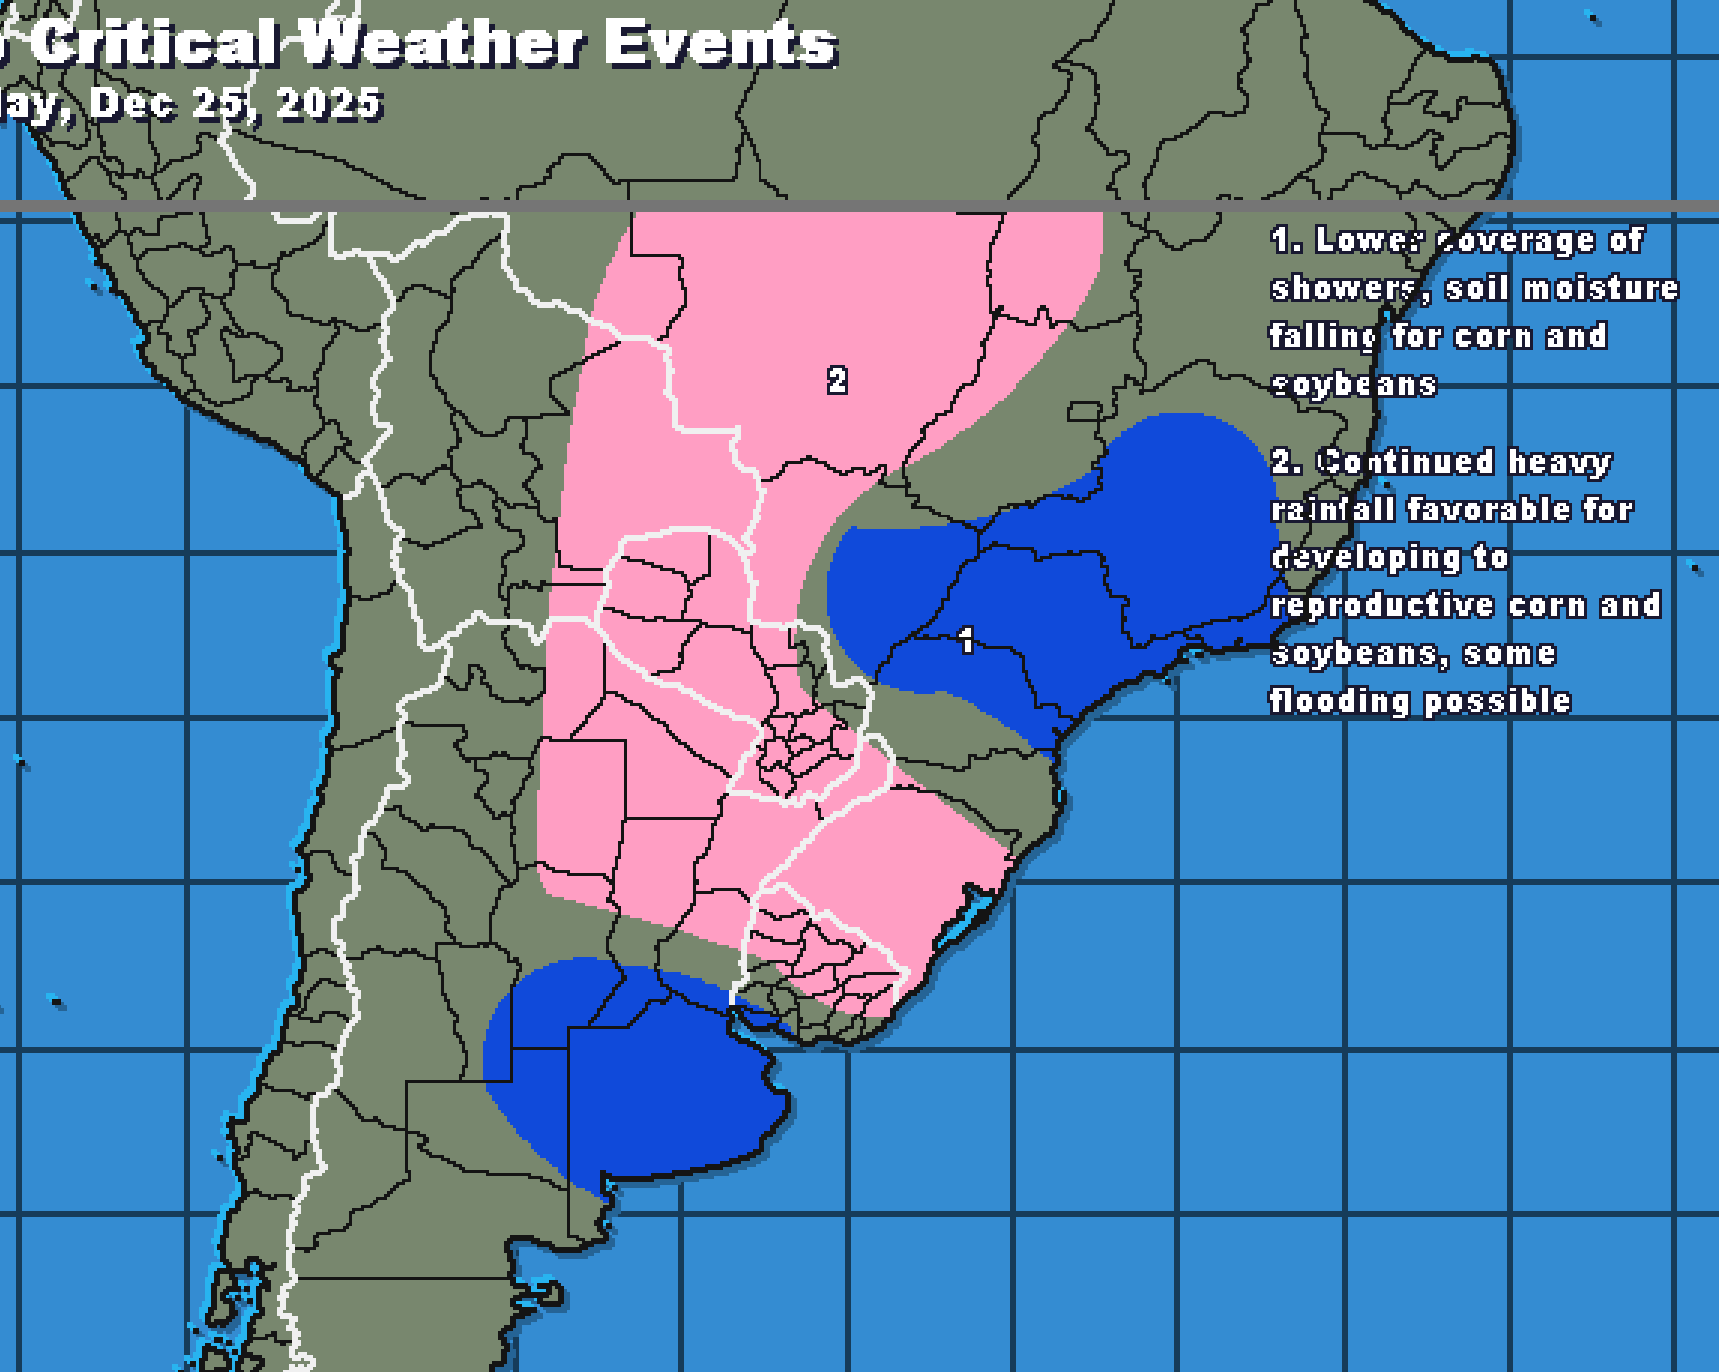 Critical Weather Events
ay, Dec 25, 2025
1. Lower coverage of
showers, soil moisture
falling for corn and
soybeans
2
2. Continued heavy
rainfall favorable for
developing to
reproductive corn and
soybeans, some
flooding possible
1